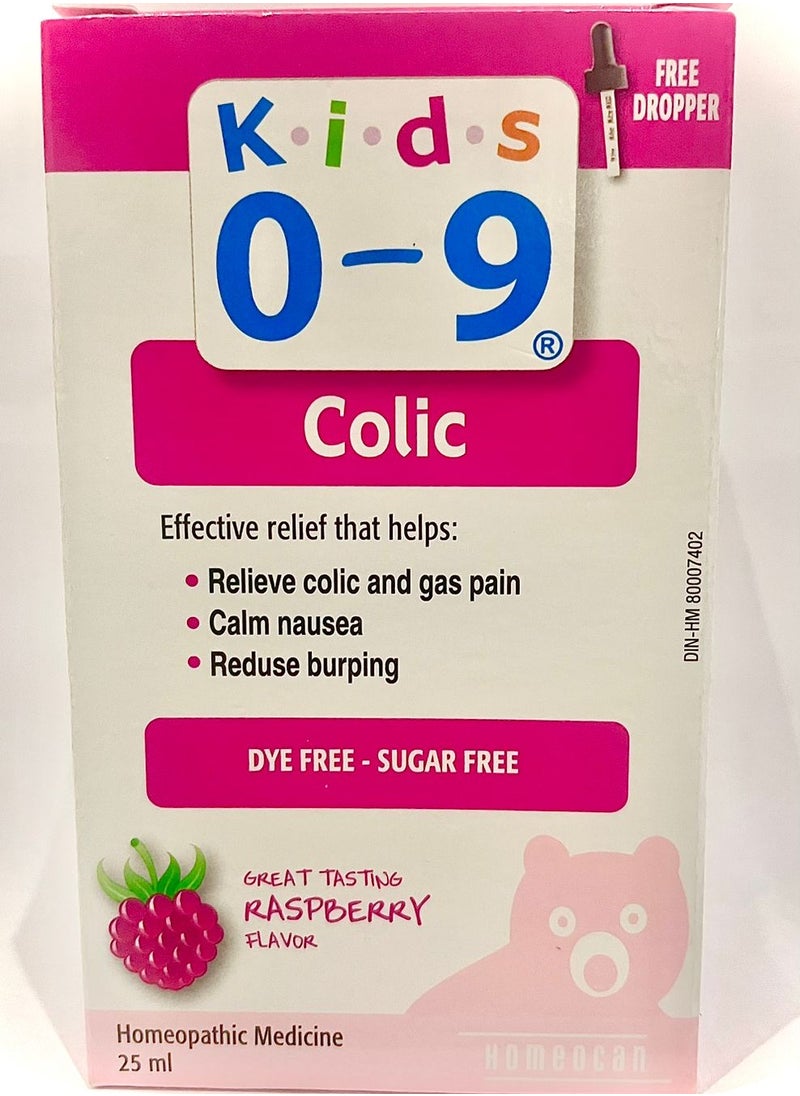 FREE
DROPPER
K·i·d·s
0-9®
Colic
Effective relief that helps:
• Relieve colic and gas pain
• Calm nausea
• Reduse burping
DIN-HM 80007402
DYE FREE - SUGAR FREE
GREAT TASTING
RASPBERRY
FLAVOR
Homeopathic Medicine
25 ml
HOMEOCAN